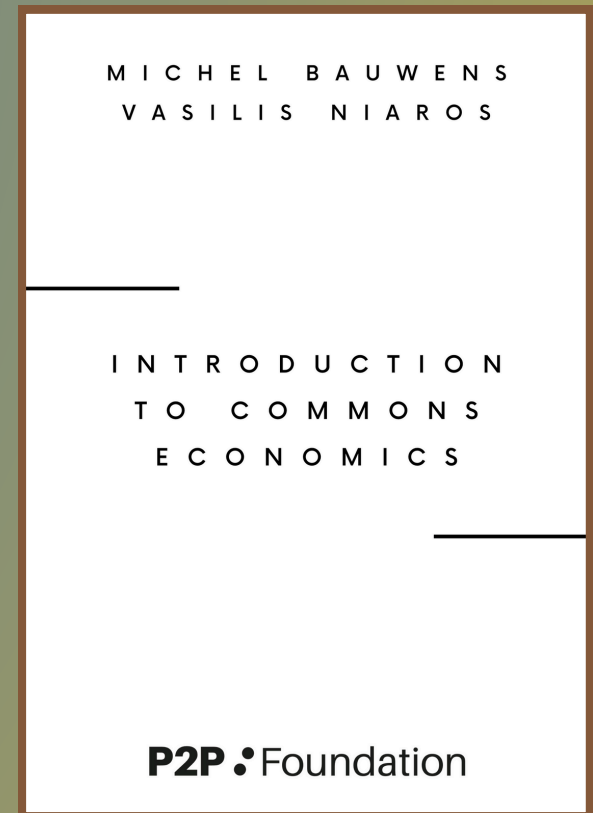 MICHEL BAUWENS
VASILIS NIAROS
INTRODUCTION
TO COMMONS
ECONOMICS
P2P Foundation